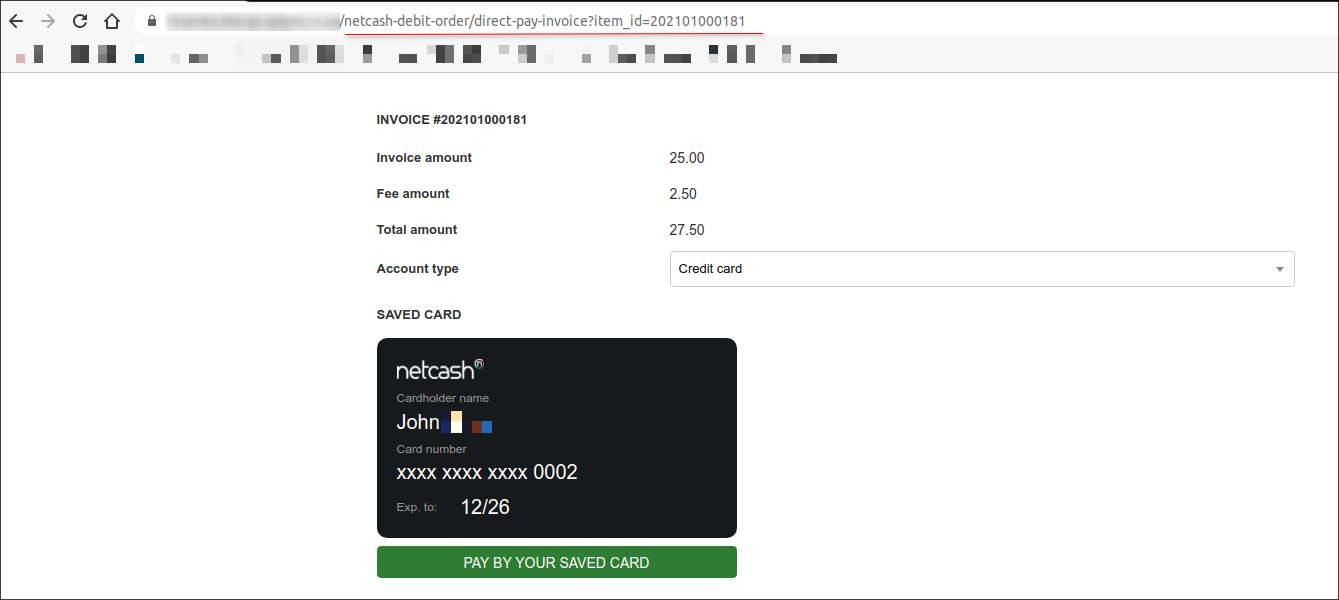 /netcash-debit-order/direct-pay-invoice?item_id=202101000181
INVOICE #202101000181
Invoice amount 25.00
Fee amount 2.50
Total amount 27.50
Account type Credit card
SAVED CARD
netcash
Cardholder name
John
Card number
xxxx xxxx xxxx 0002
Exp. to: 12/26
PAY BY YOUR SAVED CARD